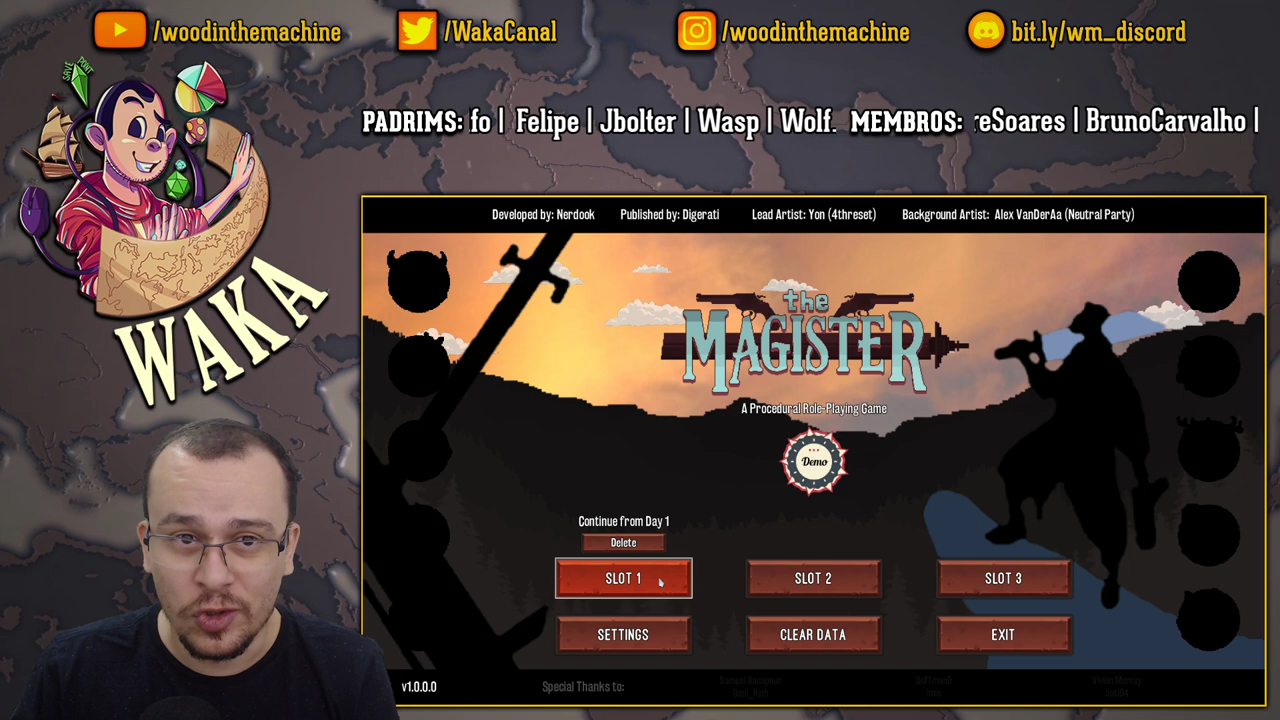 /woodinthemachine
/WakaCanal
/woodinthemachine
bit.ly/wm_discord
SAVE POINT
WAKA
PADRIMS: fo | Felipe | Jbolter | Wasp | Wolf.
MEMBROS: eSoares | BrunoCarvalho |
Developed by: Nerdook
Published by: Digerati
Lead Artist: Yon (4threset)
Background Artist: Alex VanDerAa (Neutral Party)
the
MAGISTER
A Procedural Role-Playing Game
Demo
Continue from Day 1
Delete
SLOT 1
SLOT 2
SLOT 3
SETTINGS
CLEAR DATA
EXIT
v1.0.0.0
Special Thanks to: